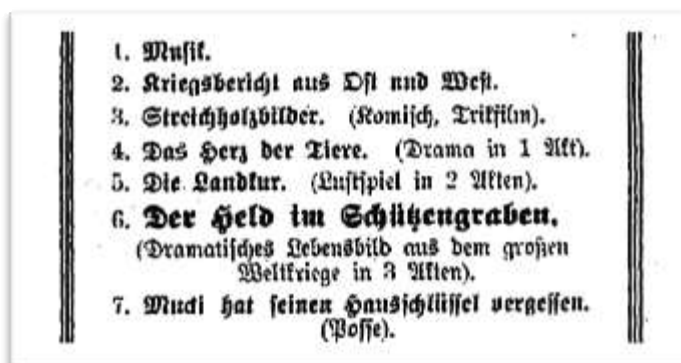 1. Musik.
2. Kriegsbericht aus Ost und West.
3. Streichholzbilder. (Komisch, Trikfilm).
4. Das Herz der Tiere. (Drama in 1 Akt).
5. Die Landkur. (Lustspiel in 2 Akten).
6. Der Held im Schützengraben.
(Dramatisches Lebensbild aus dem großen
Weltkriege in 3 Akten).
7. Mucki hat seinen Hausschlüssel vergessen.
(Posse).